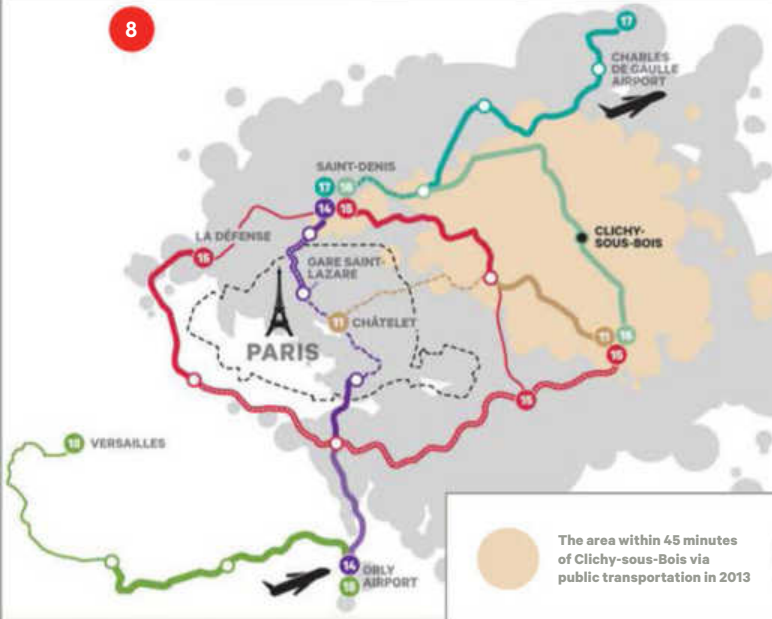 8
17
CHARLES
DE GAULLE
AIRPORT
SAINT-DENIS
17 16
14 15
LA DÉFENSE
15
CLICHY-
SOUS-BOIS
GARE SAINT-
LAZARE
11 CHÂTELET
PARIS
11 16
15
15
18 VERSAILLES
14 ORLY
AIRPORT
18
The area within 45 minutes
of Clichy-sous-Bois via
public transportation in 2013